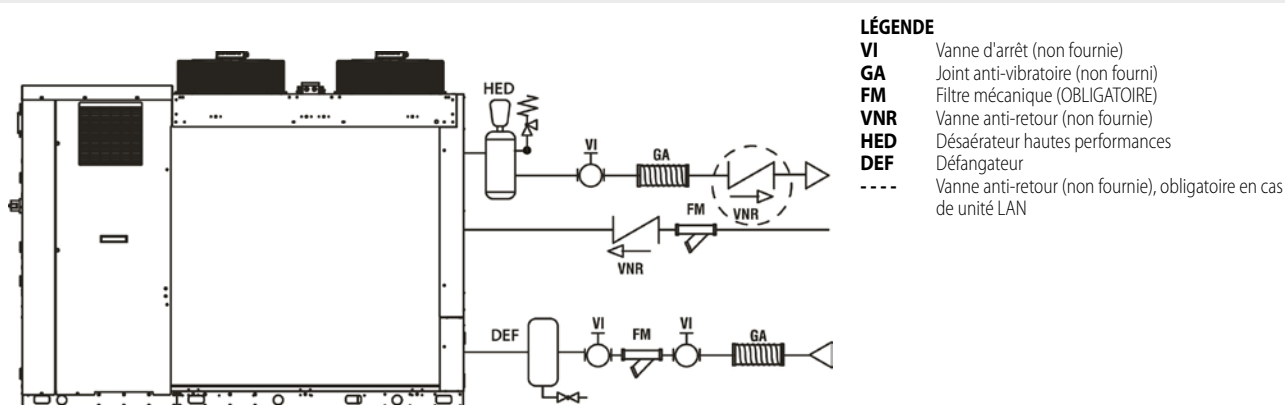 HED
VI
GA
VNR
FM
VNR
DEF
VI
FM
VI
GA
LÉGENDE
VI Vanne d'arrêt (non fournie)
GA Joint anti-vibratoire (non fourni)
FM Filtre mécanique (OBLIGATOIRE)
VNR Vanne anti-retour (non fournie)
HED Désaérateur hautes performances
DEF Défangateur
---- Vanne anti-retour (non fournie), obligatoire en cas
de unité LAN